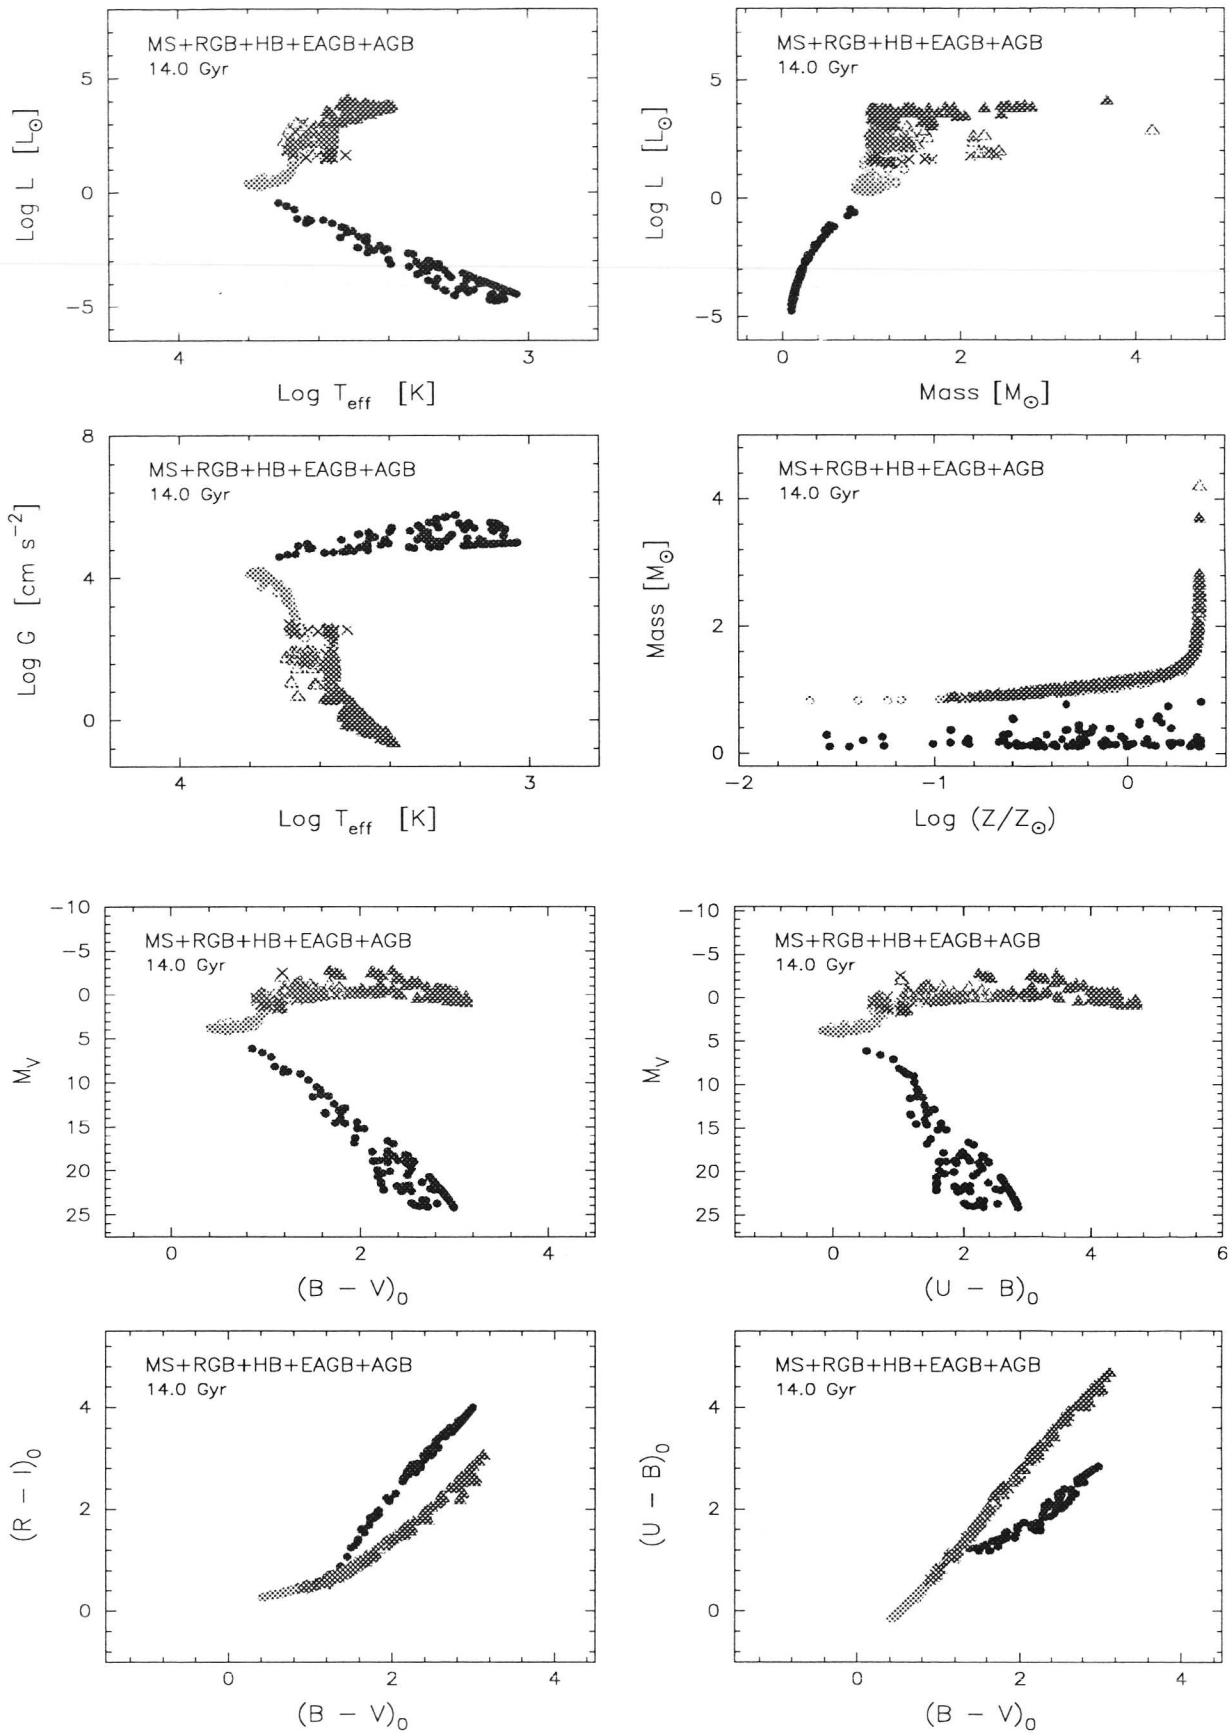 MS+RGB+HB+EAGB+AGB
14.0 Gyr
5
0
−5
Log L [L⊙]
4
3
Log T_eff [K]
MS+RGB+HB+EAGB+AGB
14.0 Gyr
5
0
−5
Log L [L⊙]
0
2
4
Mass [M⊙]
8
MS+RGB+HB+EAGB+AGB
14.0 Gyr
4
0
Log G [cm s⁻²]
4
3
Log T_eff [K]
MS+RGB+HB+EAGB+AGB
14.0 Gyr
4
2
0
Mass [M⊙]
−2
−1
0
Log (Z/Z⊙)
−10
MS+RGB+HB+EAGB+AGB
−5
14.0 Gyr
0
5
10
15
20
25
M_V
0
2
4
(B − V)₀
−10
MS+RGB+HB+EAGB+AGB
−5
14.0 Gyr
0
5
10
15
20
25
M_V
0
2
4
6
(U − B)₀
MS+RGB+HB+EAGB+AGB
14.0 Gyr
4
2
0
(R − I)₀
0
2
4
(B − V)₀
MS+RGB+HB+EAGB+AGB
14.0 Gyr
4
2
0
(U − B)₀
0
2
4
(B − V)₀